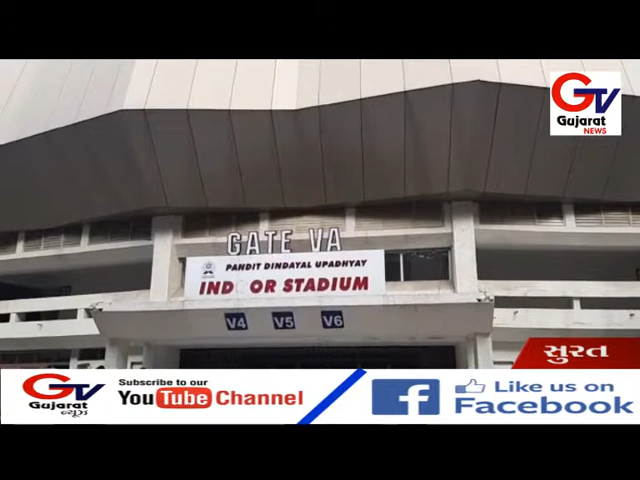 GTV
Gujarat
NEWS
GATE VA
PANDIT DINDAYAL UPADHYAY
IND OR STADIUM
V4 V5 V6
સુરત
GTV
Gujarat
ન્યૂઝ
Subscribe to our
YouTube Channel
f
Like us on
Facebook